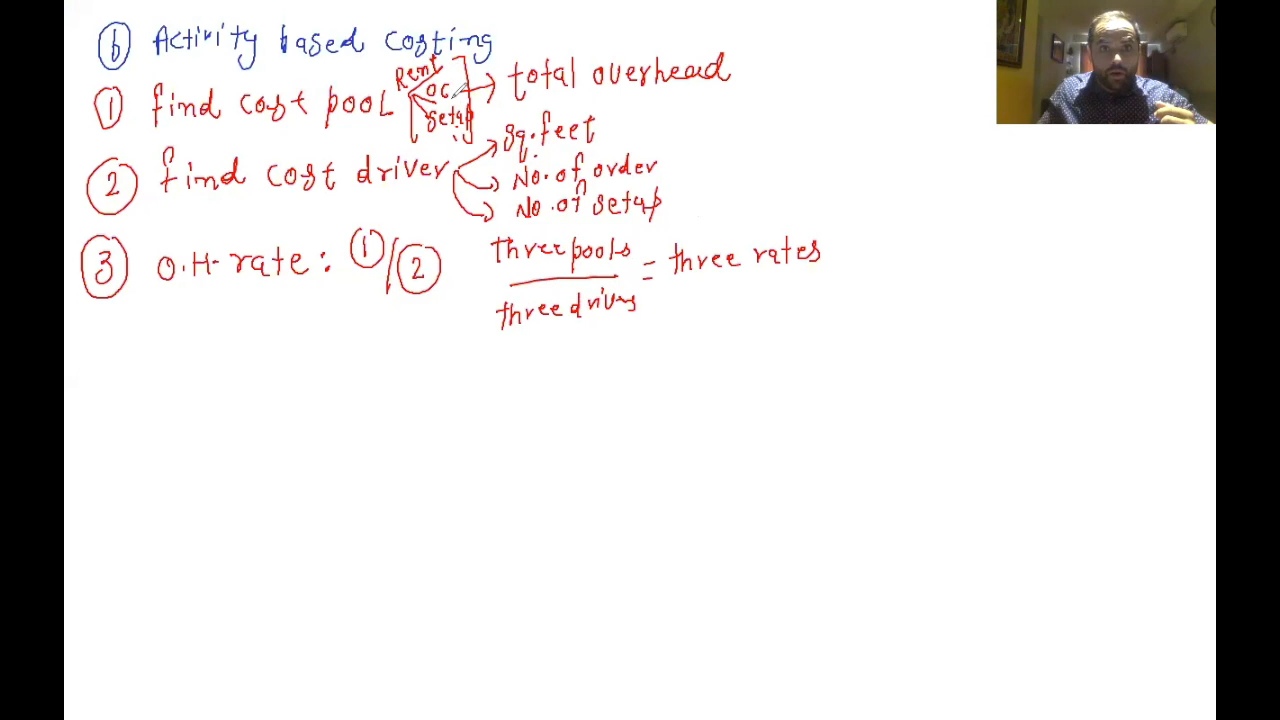 (b) Activity based costing
(1) find cost pool Rent OC setup → total overhead
(2) find cost driver sq.feet
No. of order
No. of setup
(3) O.H. rate : (1) / (2) three pools / three drivers = three rates